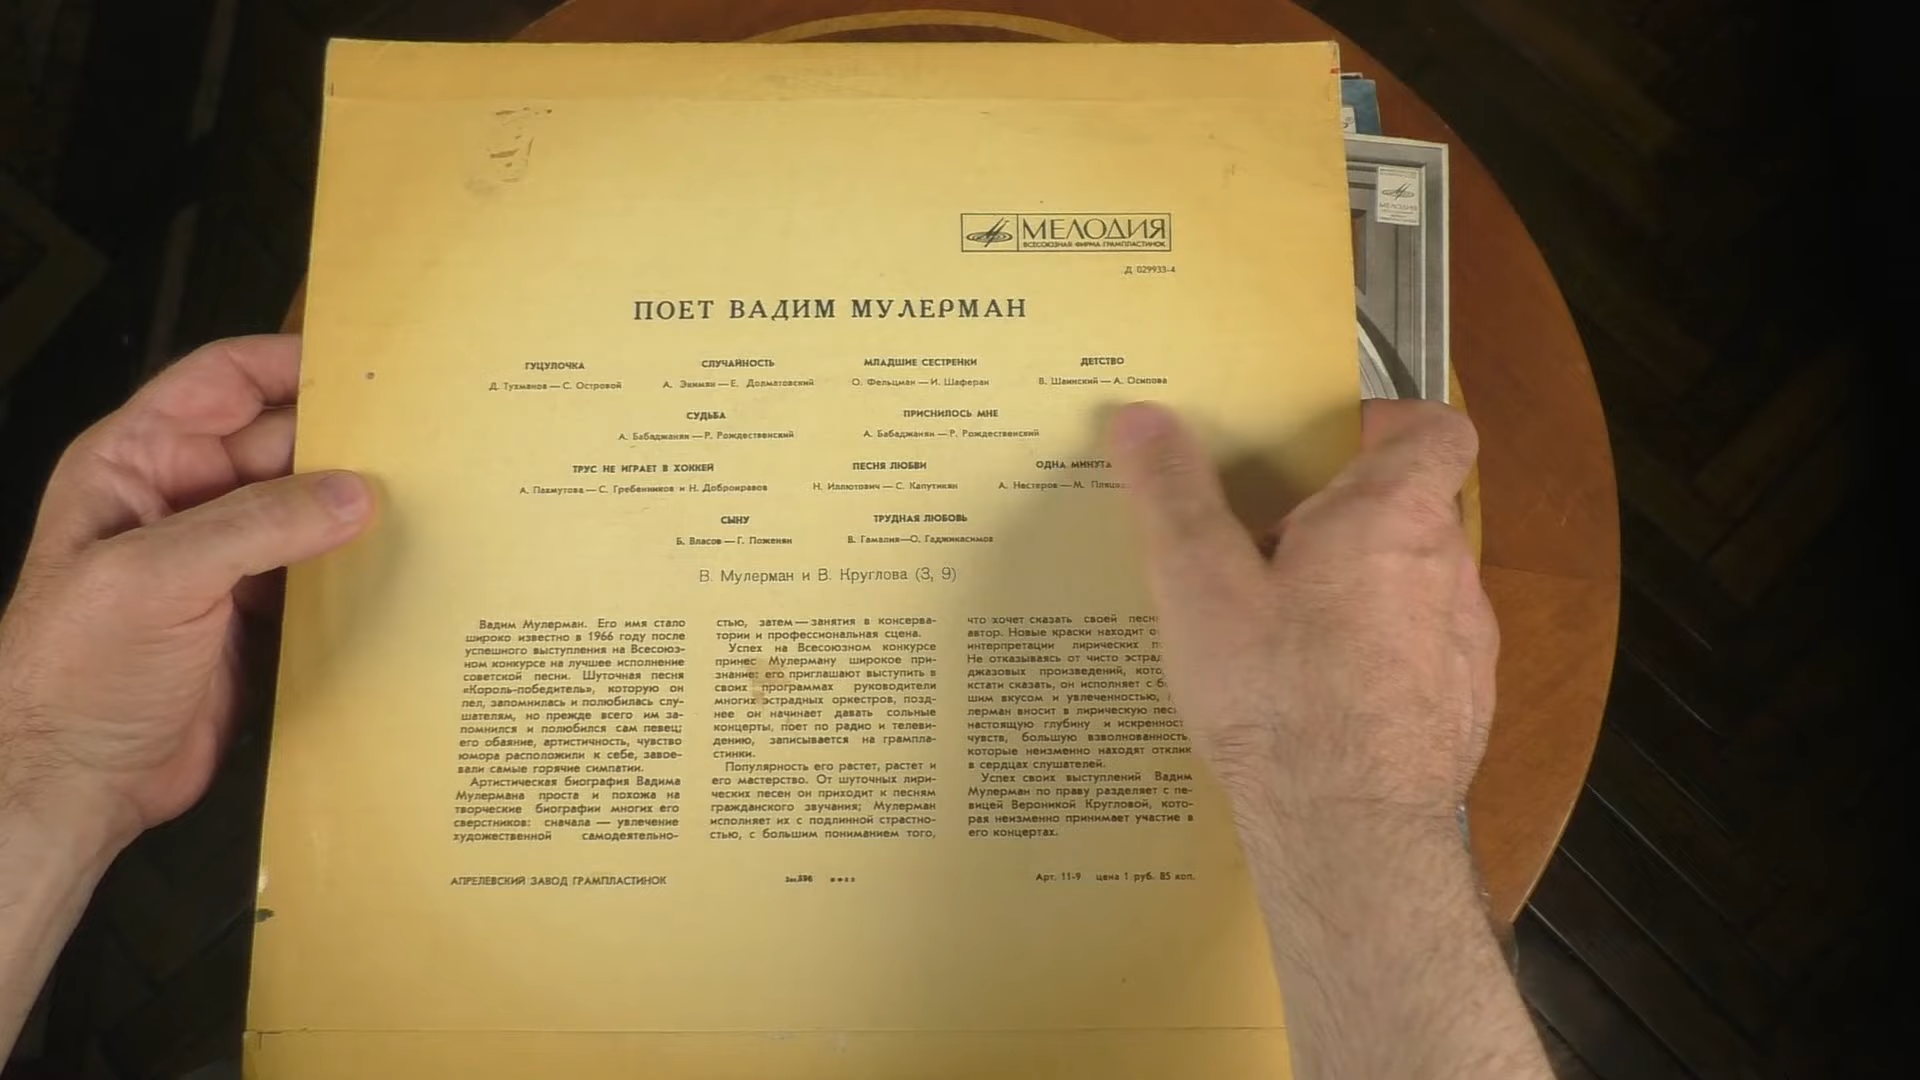 МЕЛОДИЯ
ВСЕСОЮЗНАЯ ФИРМА ГРАМПЛАСТИНОК
Д 029933-4
ПОЕТ ВАДИМ МУЛЕРМАН
ГУЦУЛОЧКА СЛУЧАЙНОСТЬ МЛАДШИЕ СЕСТРЕНКИ ДЕТСТВО
Д. Тухманов — С. Островой А. Экимян — Е. Долматовский О. Фельцман — И. Шаферан В. Шаинский — А. Осипова
СУДЬБА ПРИСНИЛОСЬ МНЕ
А. Бабаджанян — Р. Рождественский А. Бабаджанян — Р. Рождественский
ТРУС НЕ ИГРАЕТ В ХОККЕЙ ПЕСНЯ ЛЮБВИ ОДНА МИНУТА
А. Пахмутова — С. Гребенников и Н. Добронравов Н. Иллютович — С. Капутикян А. Нестеров — М.
СЫНУ ТРУДНАЯ ЛЮБОВЬ
Б. Власов — Г. Поженян В. Гамалия — О. Гаджикасимов
В. Мулерман и В. Круглова (3, 9)
Вадим Мулерман. Его имя стало
широко известно в 1966 году после
успешного выступления на Всесоюз-
ном конкурсе на лучшее исполнение
советской песни. Шуточная песня
«Король-победитель», которую он
пел, запомнилась и полюбилась слу-
шателям, но прежде всего им за-
помнился и полюбился сам певец;
его обаяние, артистичность, чувство
юмора расположили к себе, завое-
вали самые горячие симпатии.
Артистическая биография Вадима
Мулермана проста и похожа на
творческие биографии многих его
сверстников: сначала — увлечение
художественной самодеятельно-
стью, затем — занятия в консерва-
тории и профессиональная сцена.
Успех на Всесоюзном конкурсе
принес Мулерману широкое при-
знание: его приглашают выступить в
своих программах руководители
многих эстрадных оркестров, позд-
нее он начинает давать сольные
концерты, поет по радио и телеви-
дению, записывается на грампла-
стинки.
Популярность его растет, растет и
его мастерство. От шуточных лири-
ческих песен он приходит к песням
гражданского звучания; Мулерман
исполняет их с подлинной страстно-
стью, с большим пониманием того,
что хочет сказать своей
автор. Новые краски находит
интерпретации лирических
Не отказываясь от чисто
джазовых произведений,
кстати сказать, он исполняет с
шим вкусом и увлеченностью,
лерман вносит в лирическую
настоящую глубину и
чувств, большую взволнованность,
которые неизменно находят отклик
в сердцах слушателей.
Успех своих выступлений Вадим
Мулерман по праву разделяет с пе-
вицей Вероникой Кругловой, кото-
рая неизменно принимает участие в
его концертах.
АПРЕЛЕВСКИЙ ЗАВОД ГРАМПЛАСТИНОК Арт. 11-9 цена 1 руб. 85 коп.
МЕЛОДИЯ